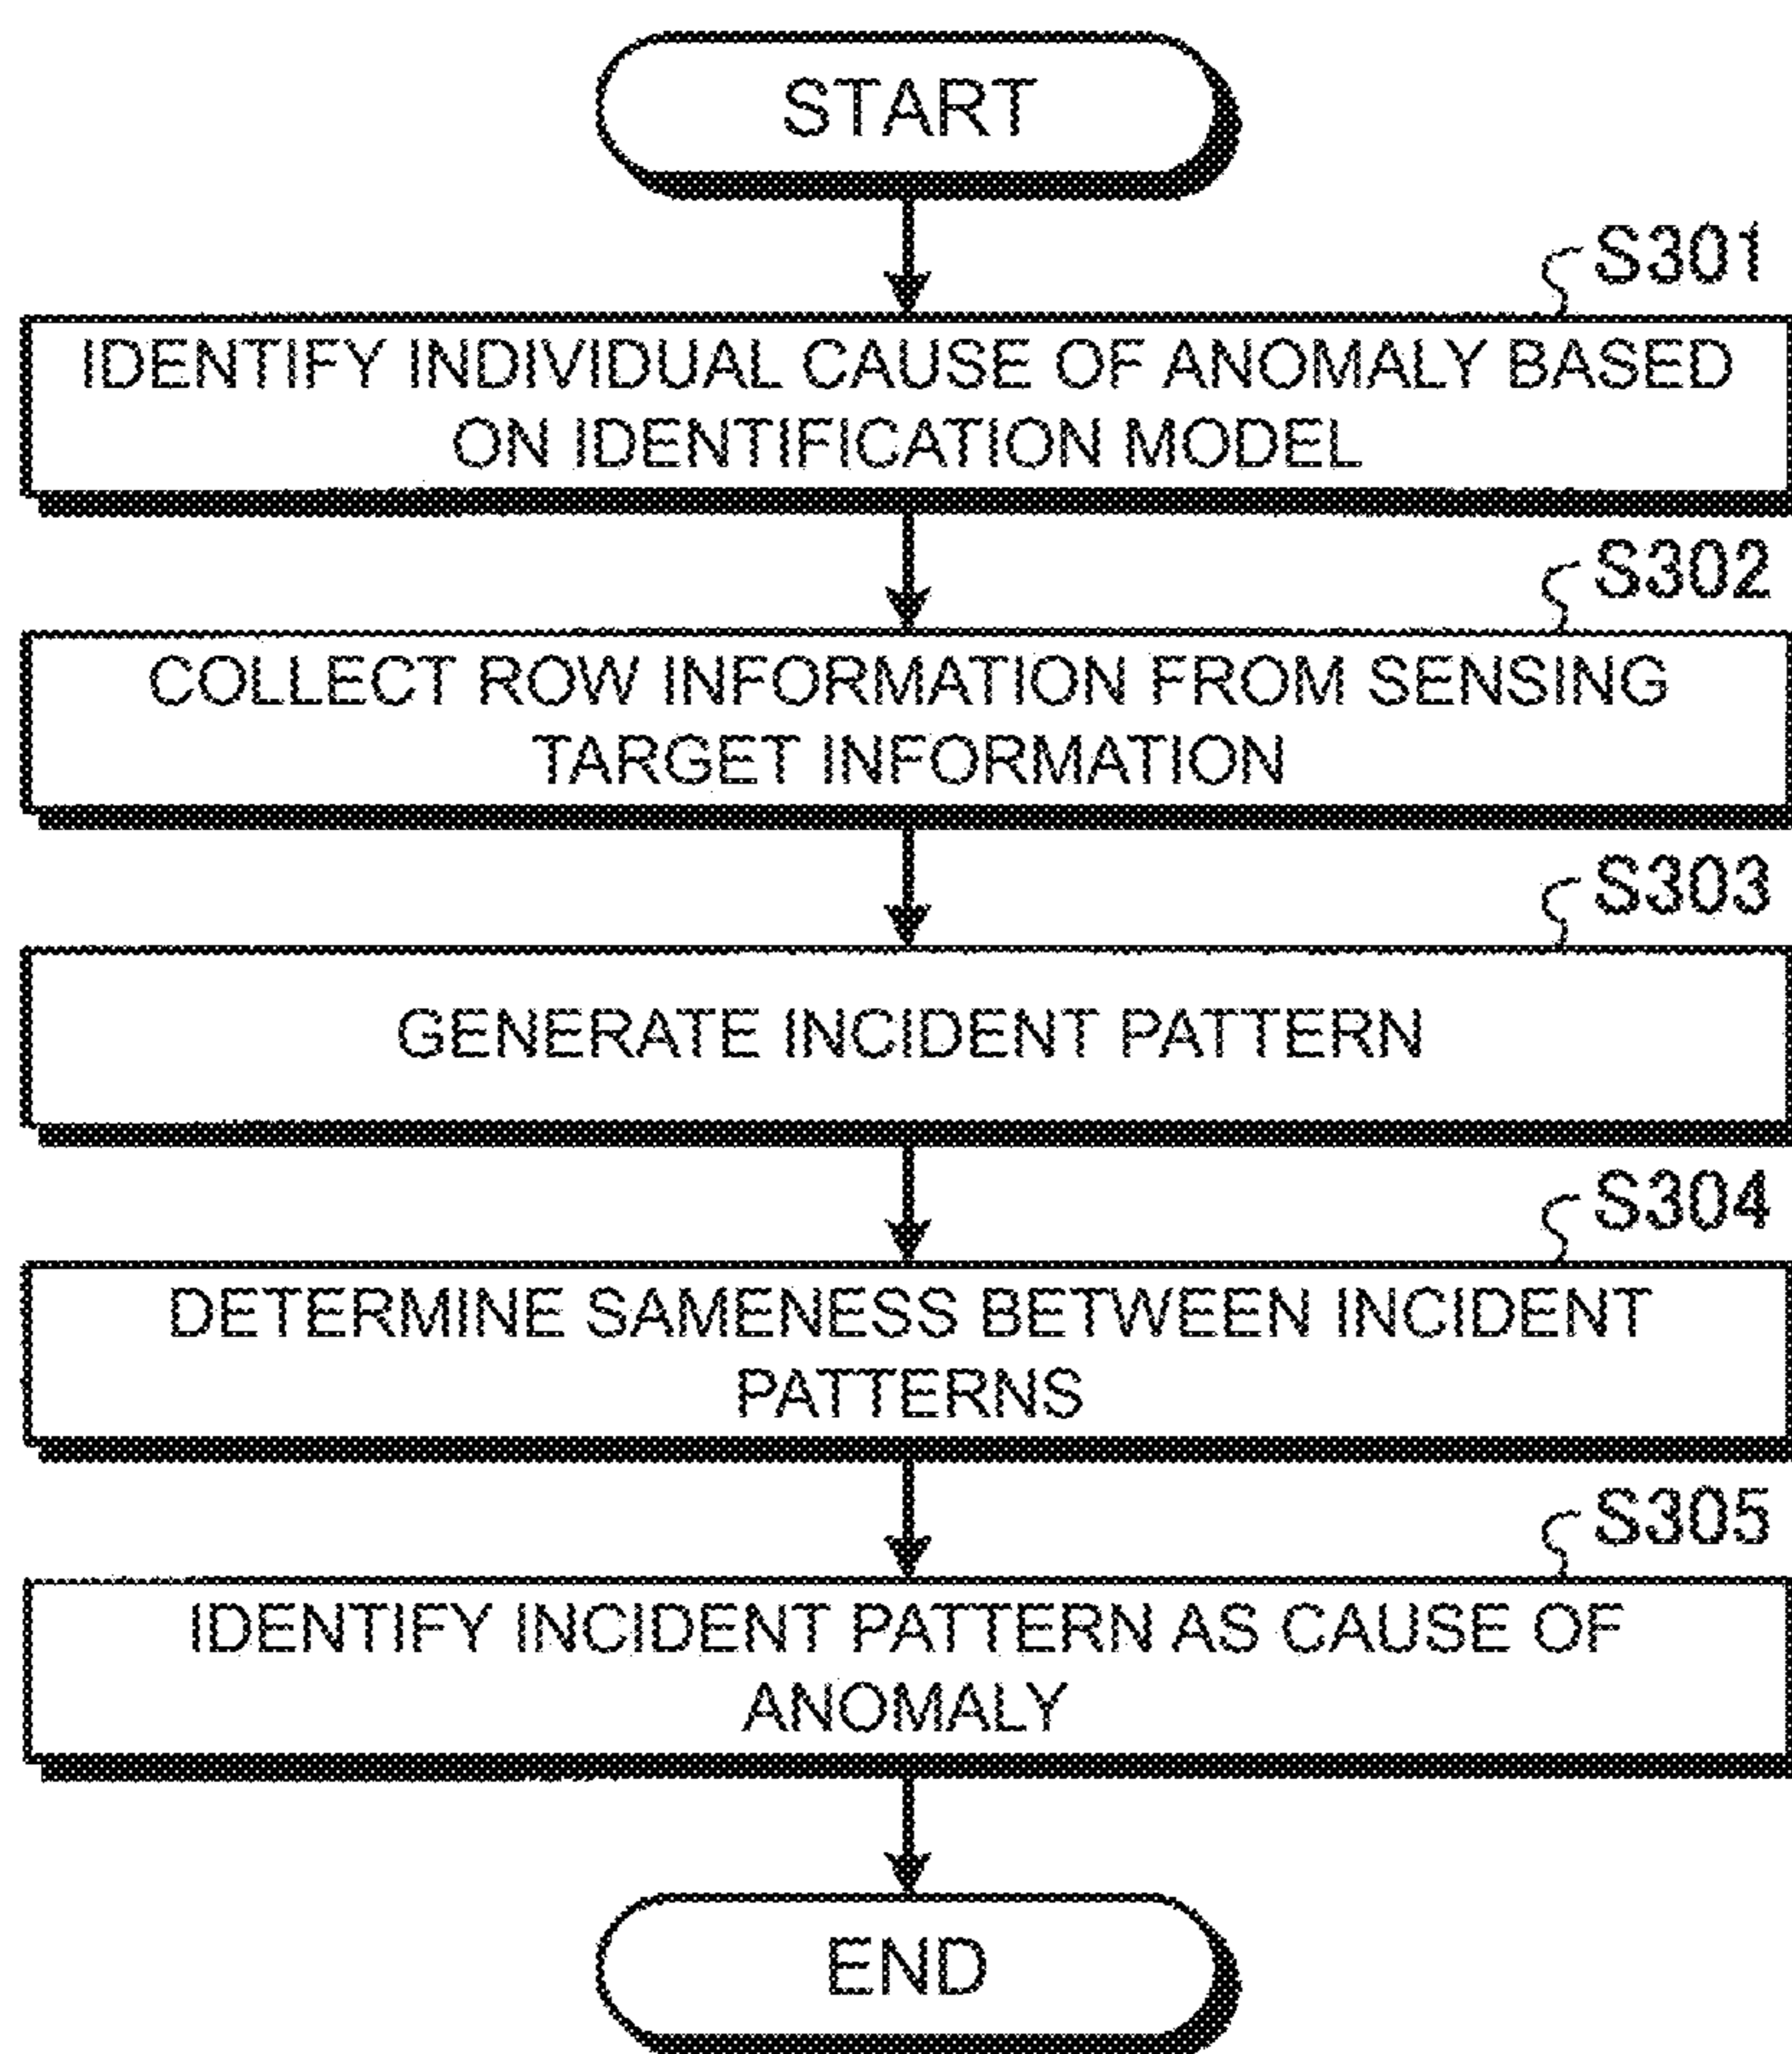 START
S301
IDENTIFY INDIVIDUAL CAUSE OF ANOMALY BASED
ON IDENTIFICATION MODEL
S302
COLLECT ROW INFORMATION FROM SENSING
TARGET INFORMATION
S303
GENERATE INCIDENT PATTERN
S304
DETERMINE SAMENESS BETWEEN INCIDENT
PATTERNS
S305
IDENTIFY INCIDENT PATTERN AS CAUSE OF
ANOMALY
END